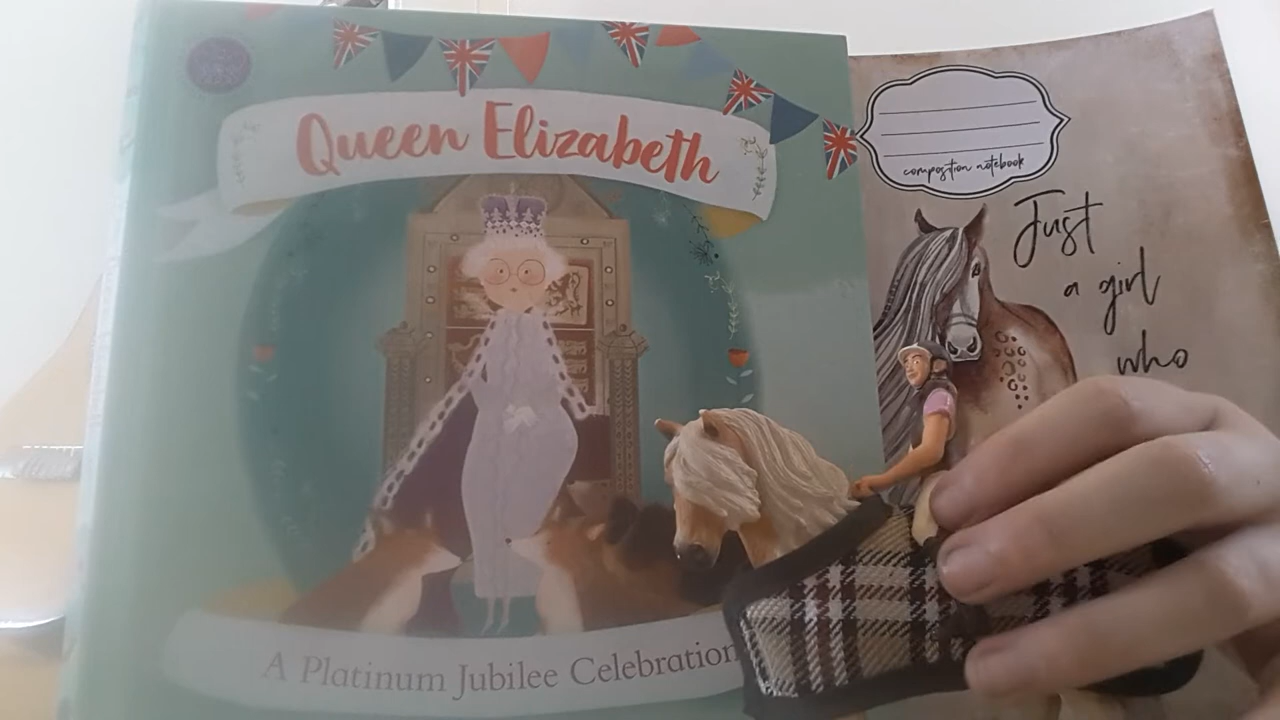 Queen Elizabeth
A Platinum Jubilee Celebration
composition notebook
Just
a girl
who